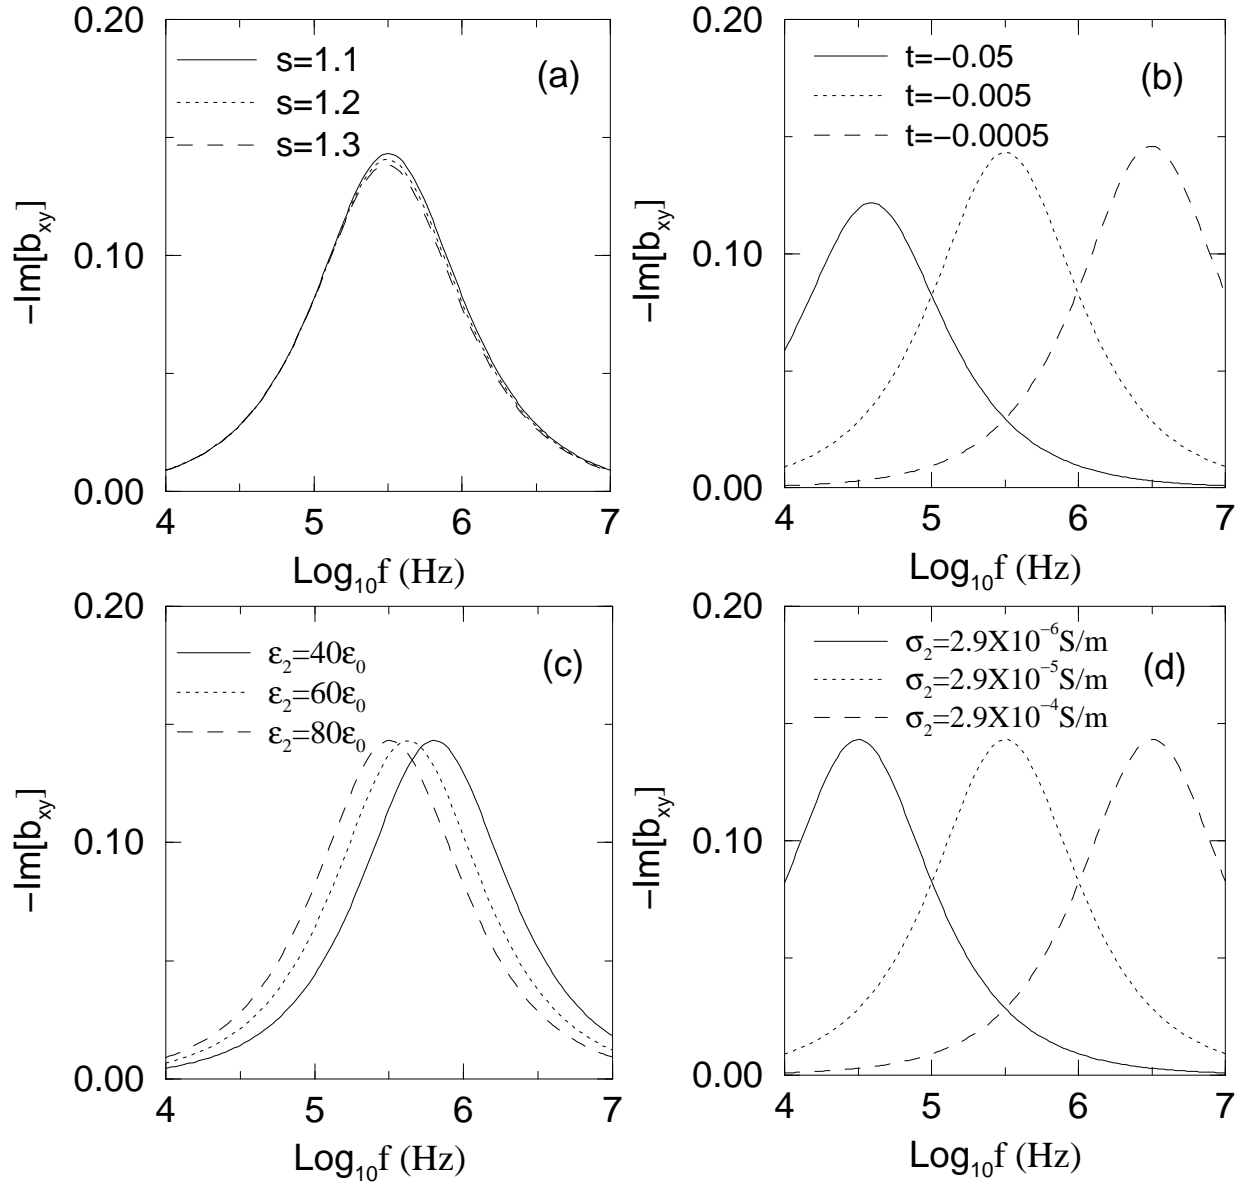 0.20
s=1.1
s=1.2
s=1.3
(a)
−Im[b_xy]
0.10
0.00
4 5 6 7
Log₁₀f (Hz)
0.20
t=−0.05
t=−0.005
t=−0.0005
(b)
−Im[b_xy]
0.10
0.00
4 5 6 7
Log₁₀f (Hz)
0.20
ε₂=40ε₀
ε₂=60ε₀
ε₂=80ε₀
(c)
−Im[b_xy]
0.10
0.00
4 5 6 7
Log₁₀f (Hz)
0.20
σ₂=2.9X10⁻⁶S/m
σ₂=2.9X10⁻⁵S/m
σ₂=2.9X10⁻⁴S/m
(d)
−Im[b_xy]
0.10
0.00
4 5 6 7
Log₁₀f (Hz)